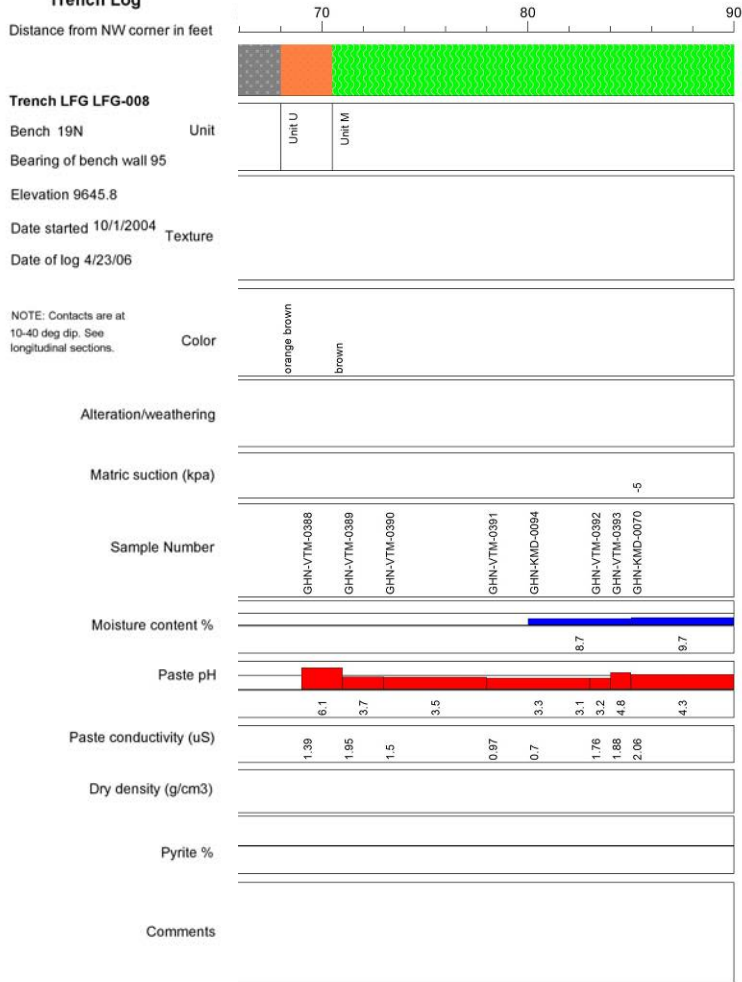 Trench Log
Distance from NW corner in feet
70
80
90
Trench LFG LFG-008
Bench 19N
Unit
Unit U
Unit M
Bearing of bench wall 95
Elevation 9645.8
Date started 10/1/2004
Texture
Date of log 4/23/06
NOTE: Contacts are at
10-40 deg dip. See
longitudinal sections.
Color
orange brown
brown
Alteration/weathering
Matric suction (kpa)
-5
Sample Number
GHN-VTM-0388
GHN-VTM-0389
GHN-VTM-0390
GHN-VTM-0391
GHN-KMD-0094
GHN-VTM-0392
GHN-VTM-0393
GHN-KMD-0070
Moisture content %
8.7
9.7
Paste pH
6.1
3.7
3.5
3.3
3.1
3.2
4.8
4.3
Paste conductivity (uS)
1.39
1.95
1.5
0.97
0.7
1.76
1.88
2.06
Dry density (g/cm3)
Pyrite %
Comments